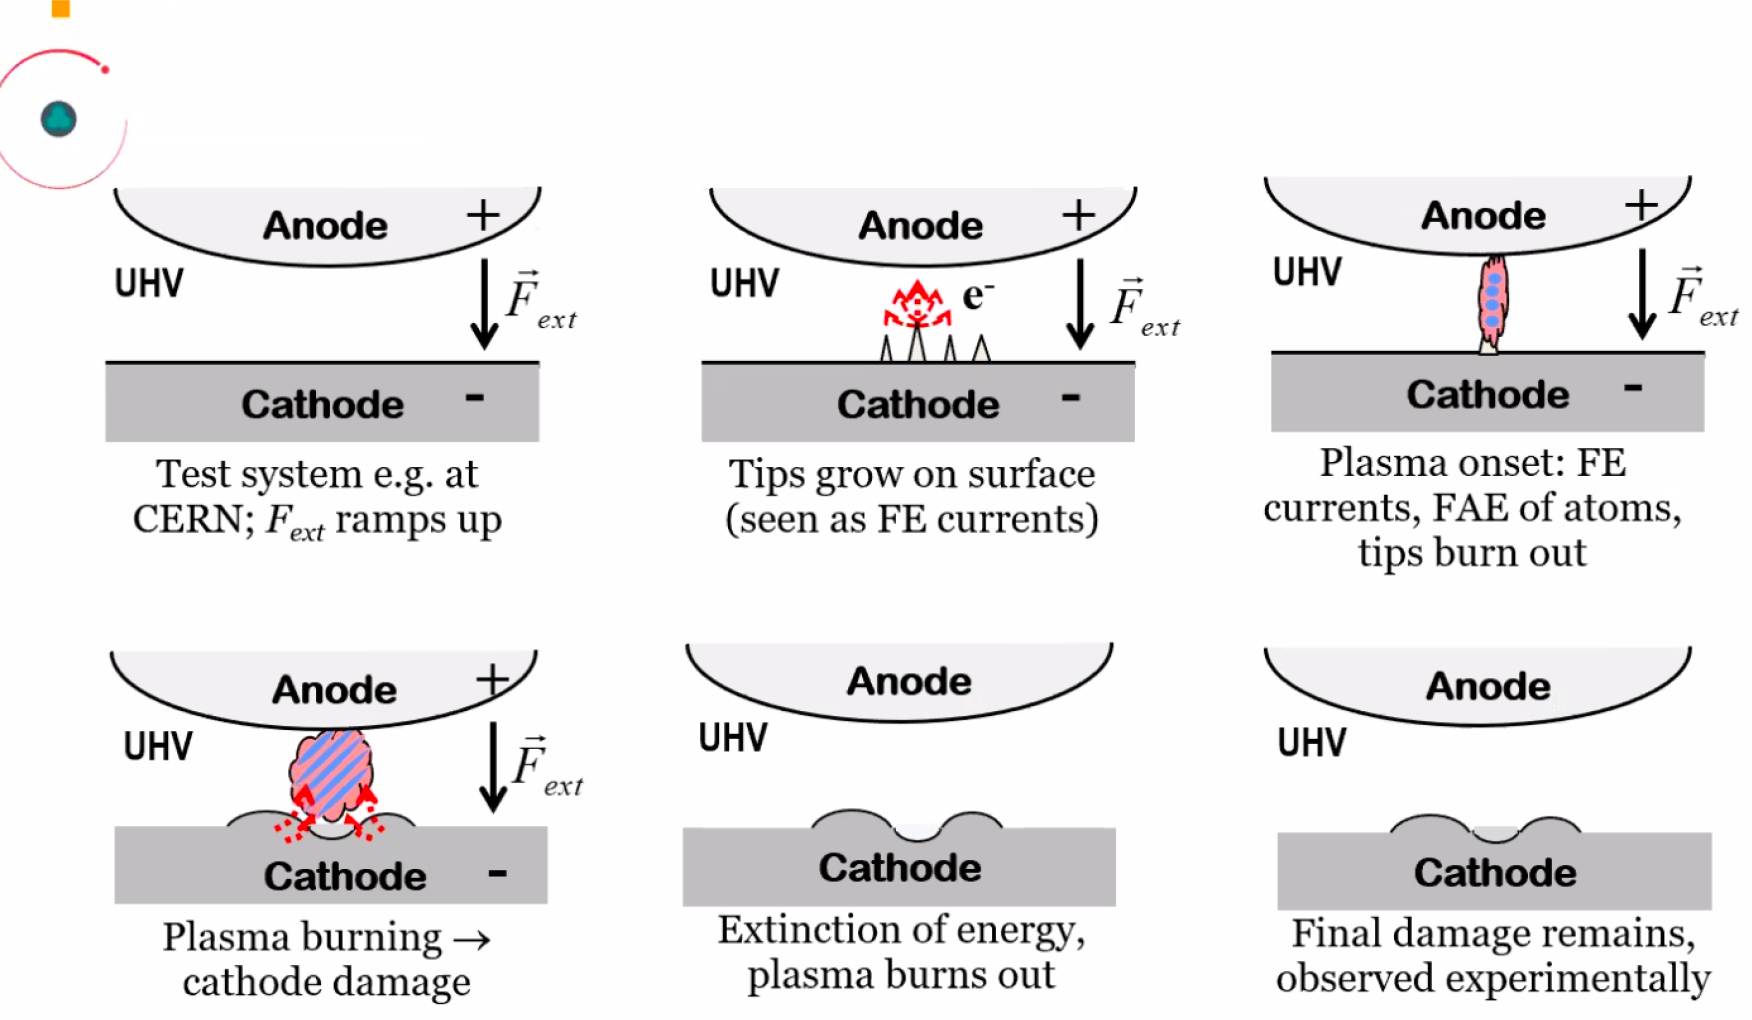 Anode +
UHV
F⃗ext
Cathode -
Test system e.g. at
CERN; Fext ramps up
Anode +
UHV
e-
F⃗ext
Cathode -
Tips grow on surface
(seen as FE currents)
Anode +
UHV
F⃗ext
Cathode -
Plasma onset: FE
currents, FAE of atoms,
tips burn out
Anode +
UHV
F⃗ext
Cathode -
Plasma burning →
cathode damage
Anode
UHV
Cathode
Extinction of energy,
plasma burns out
Anode
UHV
Cathode
Final damage remains,
observed experimentally